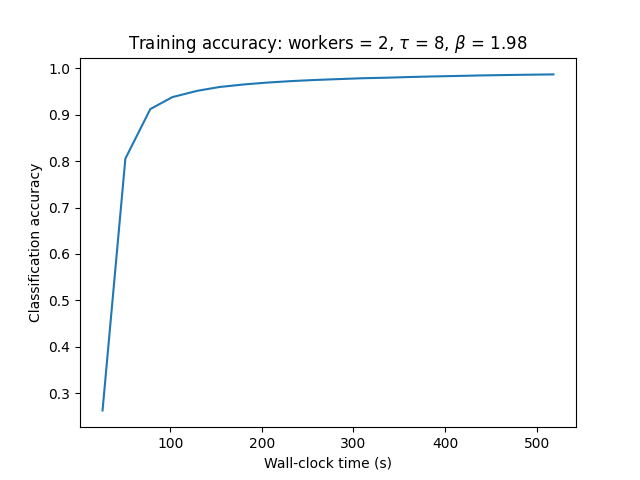 Training accuracy: workers = 2, τ = 8, β = 1.98
1.0
0.9
0.8
0.7
0.6
0.5
0.4
0.3
Classification accuracy
100 200 300 400 500
Wall-clock time (s)